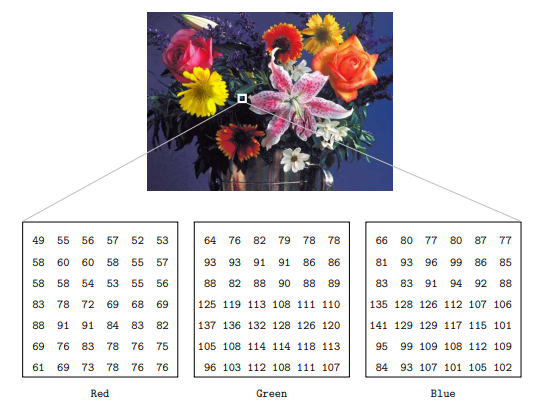 49 55 56 57 52 53
58 60 60 58 55 57
58 58 54 53 55 56
83 78 72 69 68 69
88 91 91 84 83 82
69 76 83 78 76 75
61 69 73 78 76 76
Red
64 76 82 79 78 78
93 93 91 91 86 86
88 82 88 90 88 89
125 119 113 108 111 110
137 136 132 128 126 120
105 108 114 114 118 113
96 103 112 108 111 107
Green
66 80 77 80 87 77
81 93 96 99 86 85
83 83 91 94 92 88
135 128 126 112 107 106
141 129 129 117 115 101
95 99 109 108 112 109
84 93 107 101 105 102
Blue